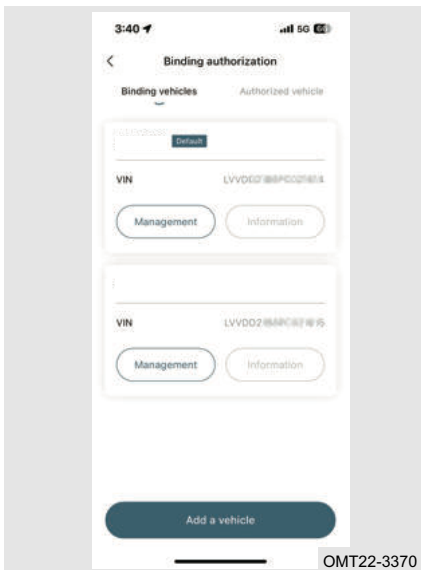 3:40 5G 60
Binding authorization
Binding vehicles Authorized vehicle
Default
VIN
Management Information
VIN
Management Information
Add a vehicle
OMT22-3370